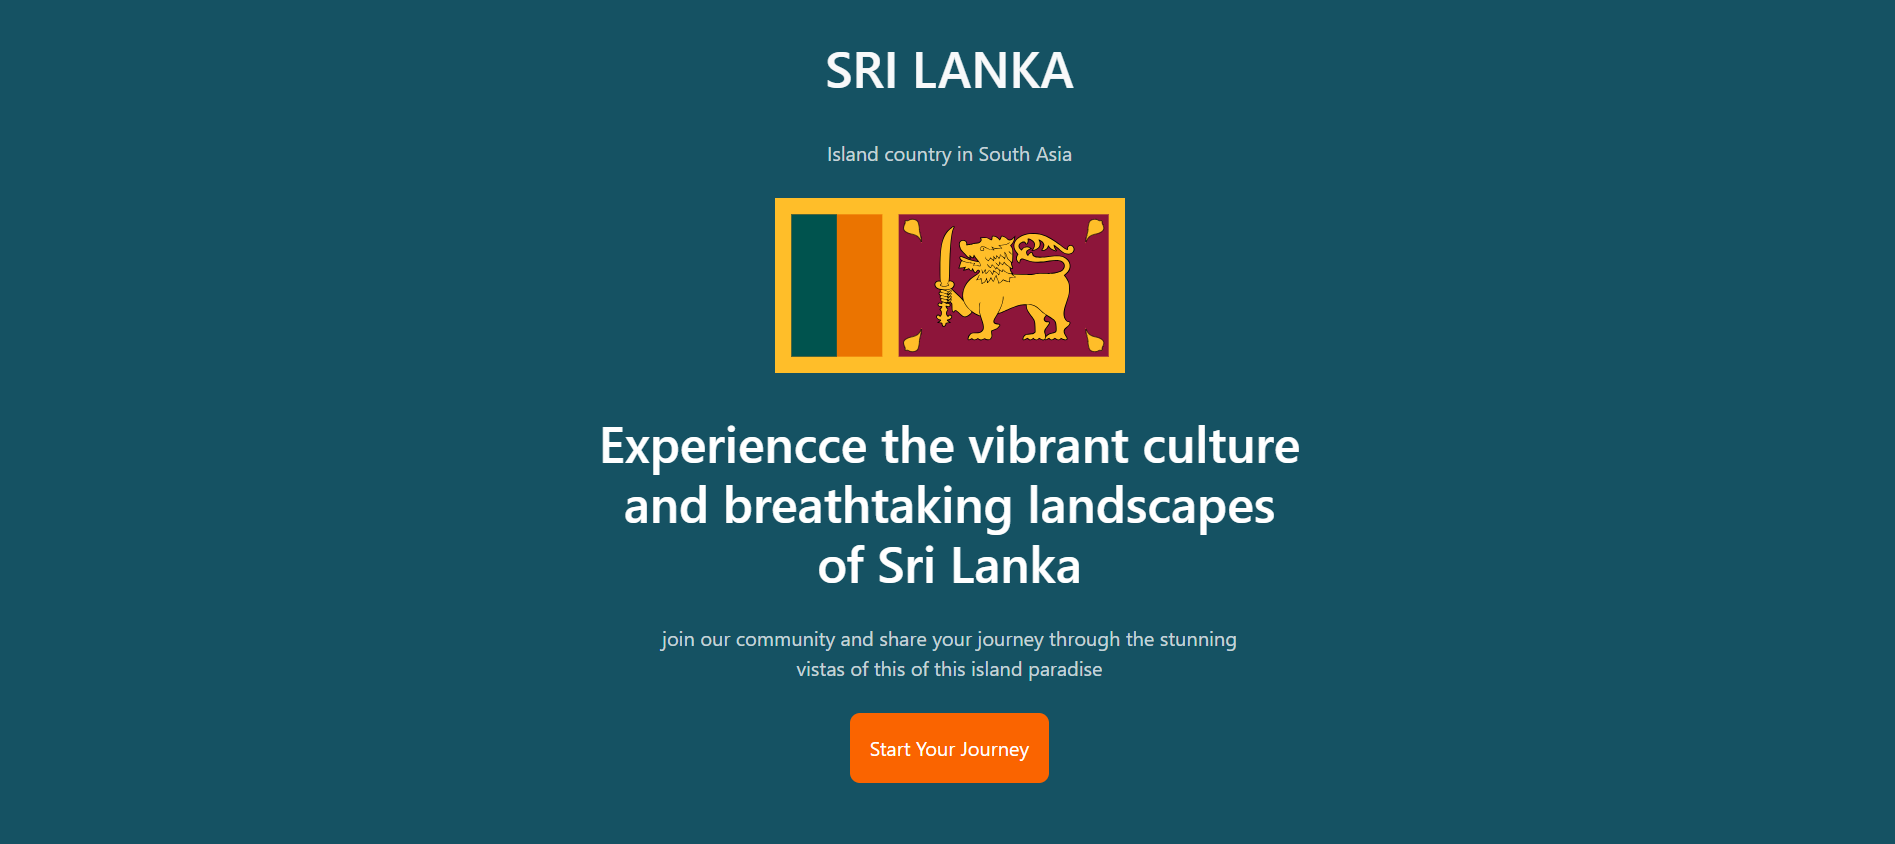 SRI LANKA
Island country in South Asia
Experiencce the vibrant culture
and breathtaking landscapes
of Sri Lanka
join our community and share your journey through the stunning
vistas of this of this island paradise
Start Your Journey